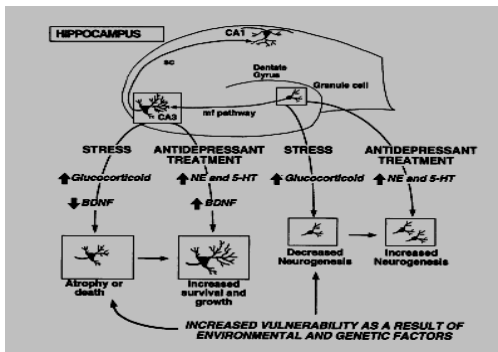 HIPPOCAMPUS
CA1
sc
Dentate
Gyrus
Granule cell
CA3
mf pathway
STRESS
Glucocorticoid
BDNF
ANTIDEPRESSANT
TREATMENT
NE and 5-HT
BDNF
STRESS
Glucocorticoid
ANTIDEPRESSANT
TREATMENT
NE and 5-HT
Atrophy or
death
Increased
survival and
growth
Decreased
Neurogenesis
Increased
Neurogenesis
INCREASED VULNERABILITY AS A RESULT OF
ENVIRONMENTAL AND GENETIC FACTORS